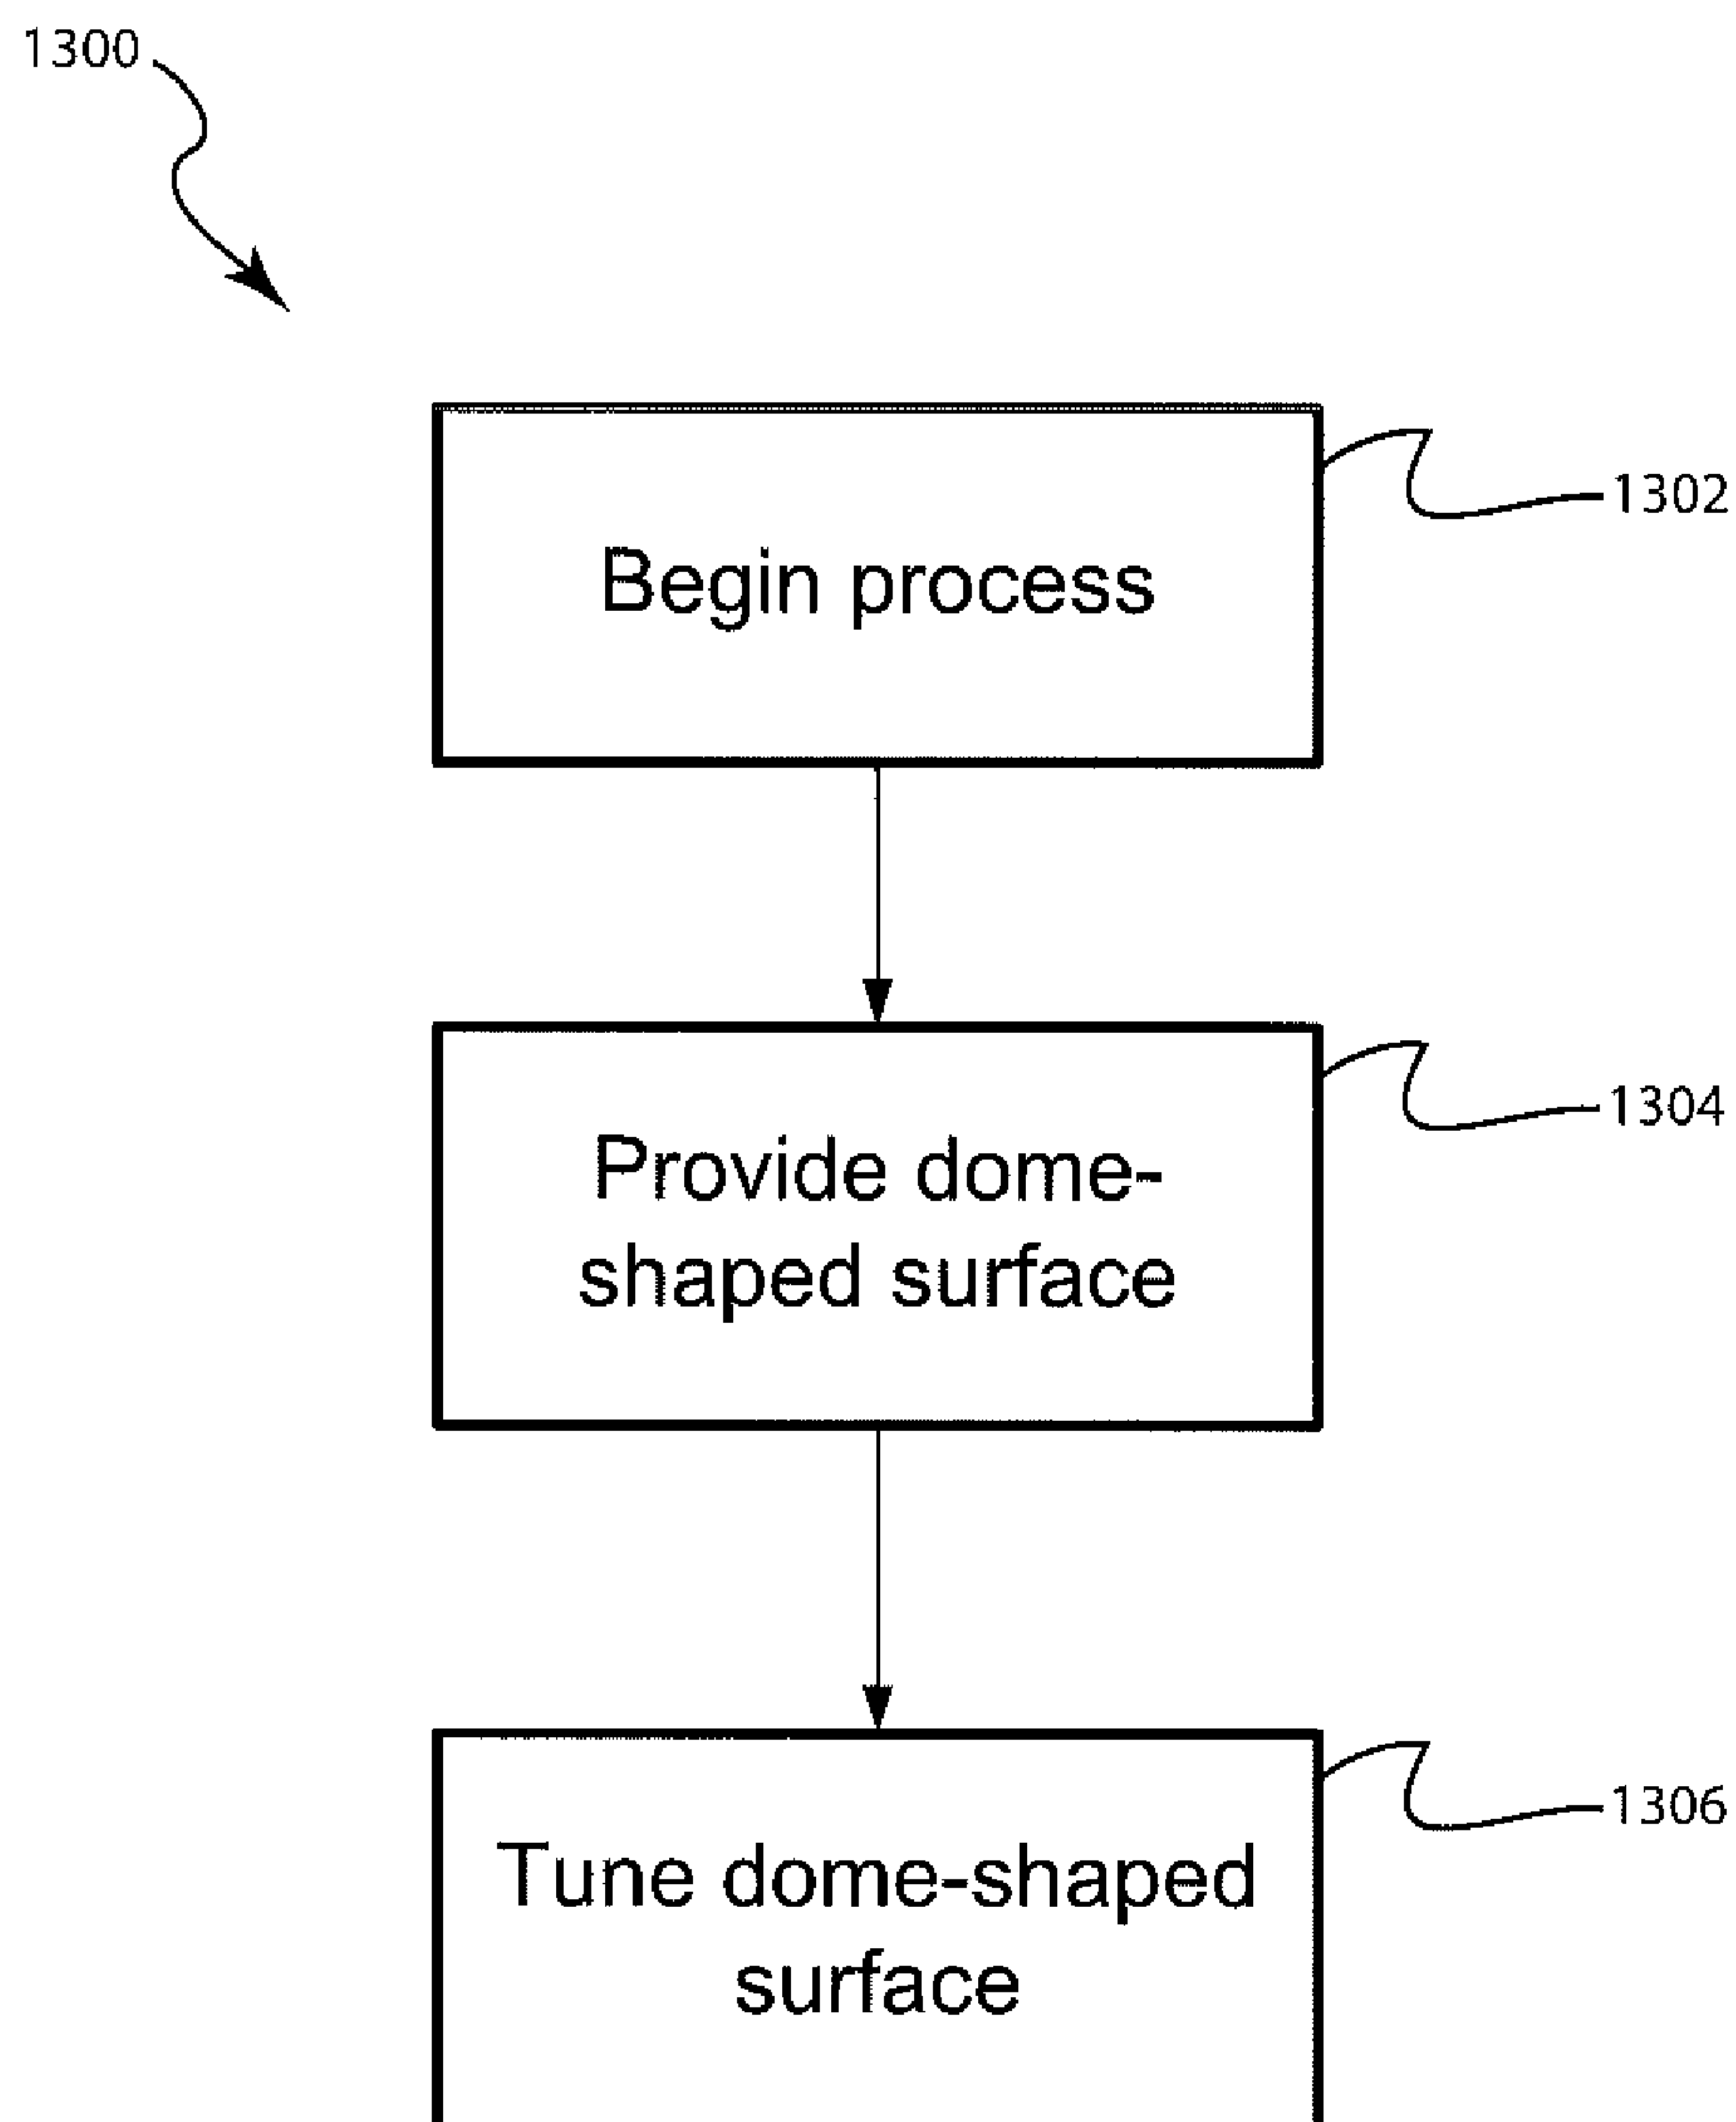 1300
1302
Begin process
1304
Provide dome-
shaped surface
1306
Tune dome-shaped
surface